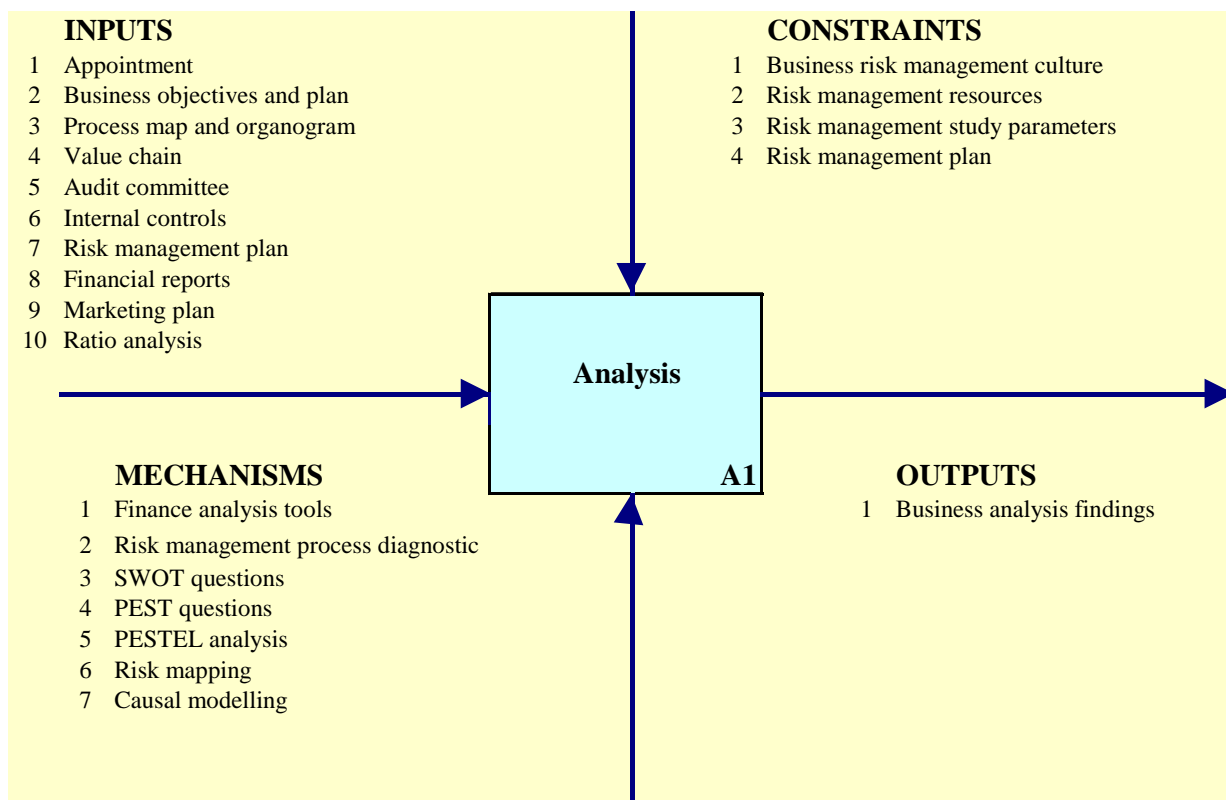 INPUTS
1 Appointment
2 Business objectives and plan
3 Process map and organogram
4 Value chain
5 Audit committee
6 Internal controls
7 Risk management plan
8 Financial reports
9 Marketing plan
10 Ratio analysis
CONSTRAINTS
1 Business risk management culture
2 Risk management resources
3 Risk management study parameters
4 Risk management plan
Analysis
A1
MECHANISMS
1 Finance analysis tools
2 Risk management process diagnostic
3 SWOT questions
4 PEST questions
5 PESTEL analysis
6 Risk mapping
7 Causal modelling
OUTPUTS
1 Business analysis findings